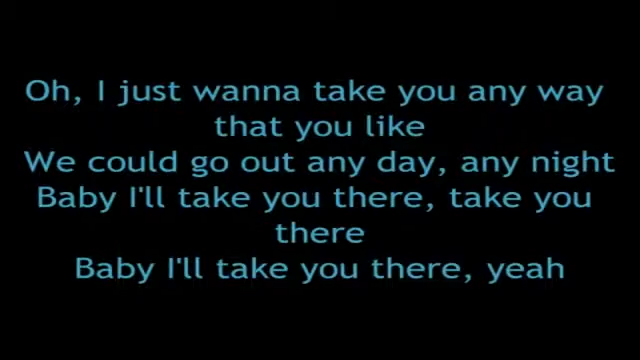 Oh, I just wanna take you any way
that you like
We could go out any day, any night
Baby I'll take you there, take you
there
Baby I'll take you there, yeah